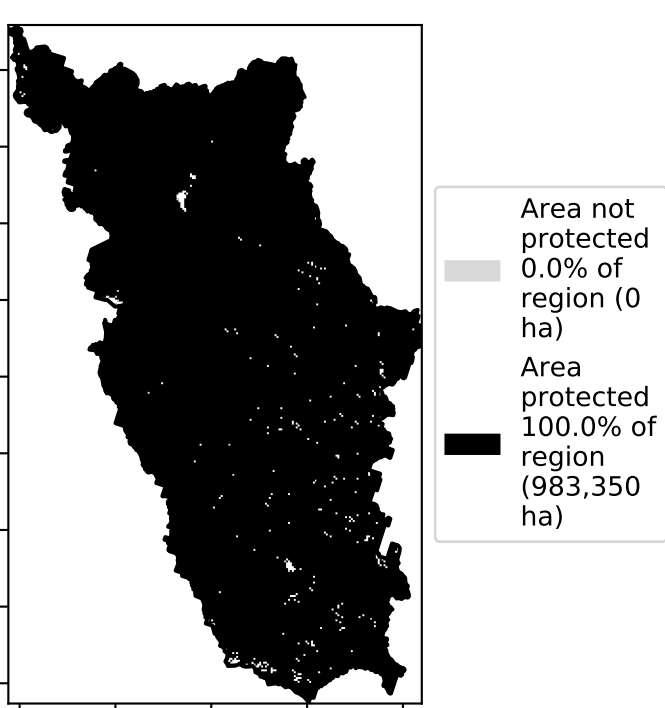 Area not
protected
0.0% of
region (0
ha)
Area
protected
100.0% of
region
(983,350
ha)